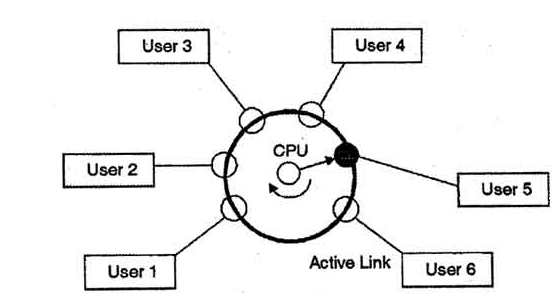 User 3
User 4
CPU
User 2
User 5
Active Link
User 1
User 6